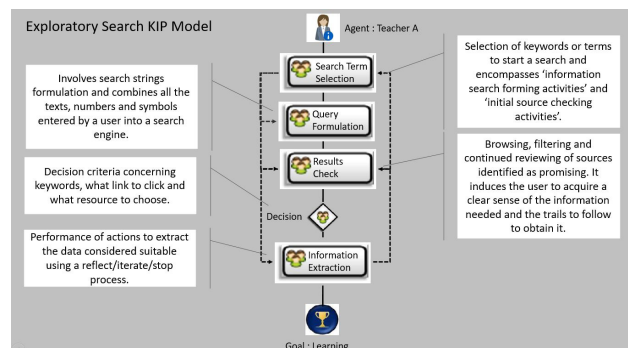 Exploratory Search KIP Model
Agent : Teacher A
Search Term
Selection
Query
Formulation
Results
Check
Decision
Information
Extraction
Goal : Learning
Involves search strings
formulation and combines all the
texts, numbers and symbols
entered by a user into a search
engine.
Decision criteria concerning
keywords, what link to click and
what resource to choose.
Performance of actions to extract
the data considered suitable
using a reflect/iterate/stop
process.
Selection of keywords or terms
to start a search and
encompasses ‘information
search forming activities’ and
‘initial source checking
activities’.
Browsing, filtering and
continued reviewing of sources
identified as promising. It
induces the user to acquire a
clear sense of the information
needed and the trails to follow
to obtain it.